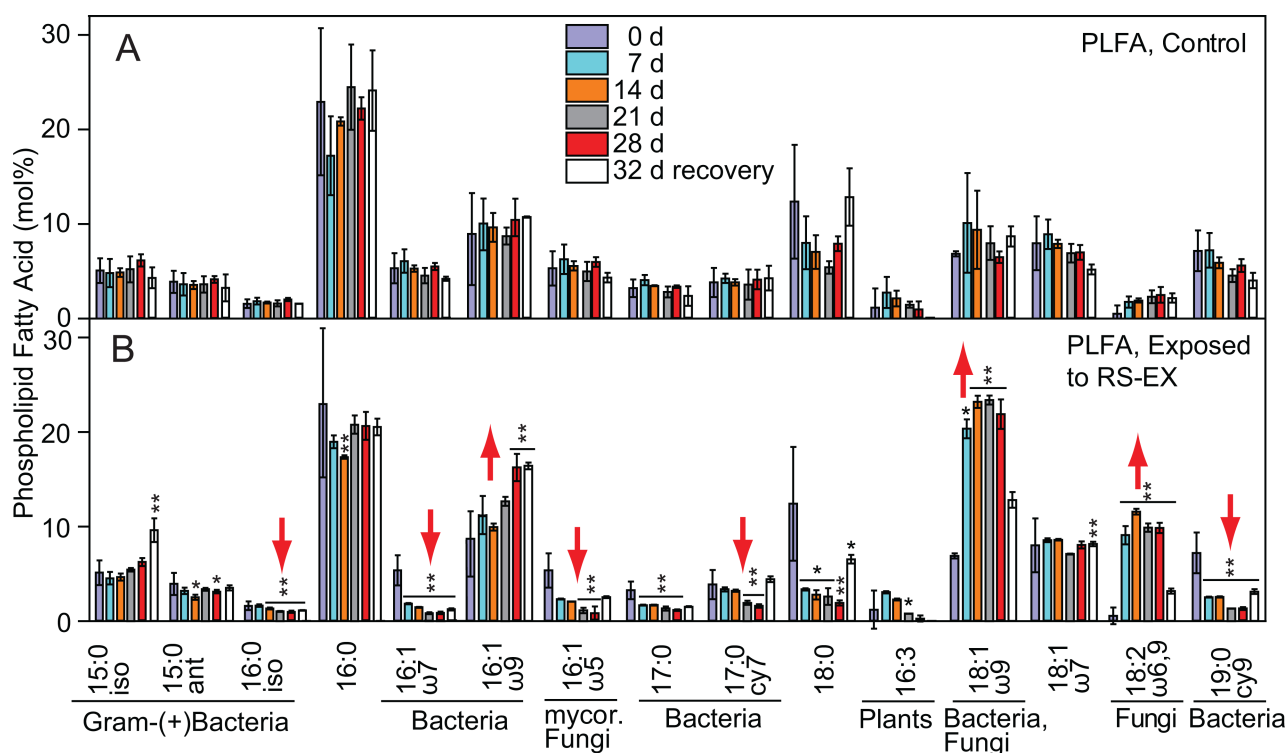 A
PLFA, Control
0 d
7 d
14 d
21 d
28 d
32 d recovery
30
20
10
0
Phospholipid Fatty Acid (mol%)
B
PLFA, Exposed
to RS-EX
30
20
10
0
**
*
*
**
**
**
**
**
**
**
*
**
*
*
*
**
**
**
**
15:0 iso
15:0 ant
16:0 iso
16:0
16:1 ω7
16:1 ω9
16:1 ω5
17:0
17:0 cy7
18:0
16:3
18:1 ω9
18:1 ω7
18:2 ω6,9
19:0 cy9
Gram-(+)Bacteria
Bacteria
mycor.
Fungi
Bacteria
Plants
Bacteria,
Fungi
Fungi
Bacteria